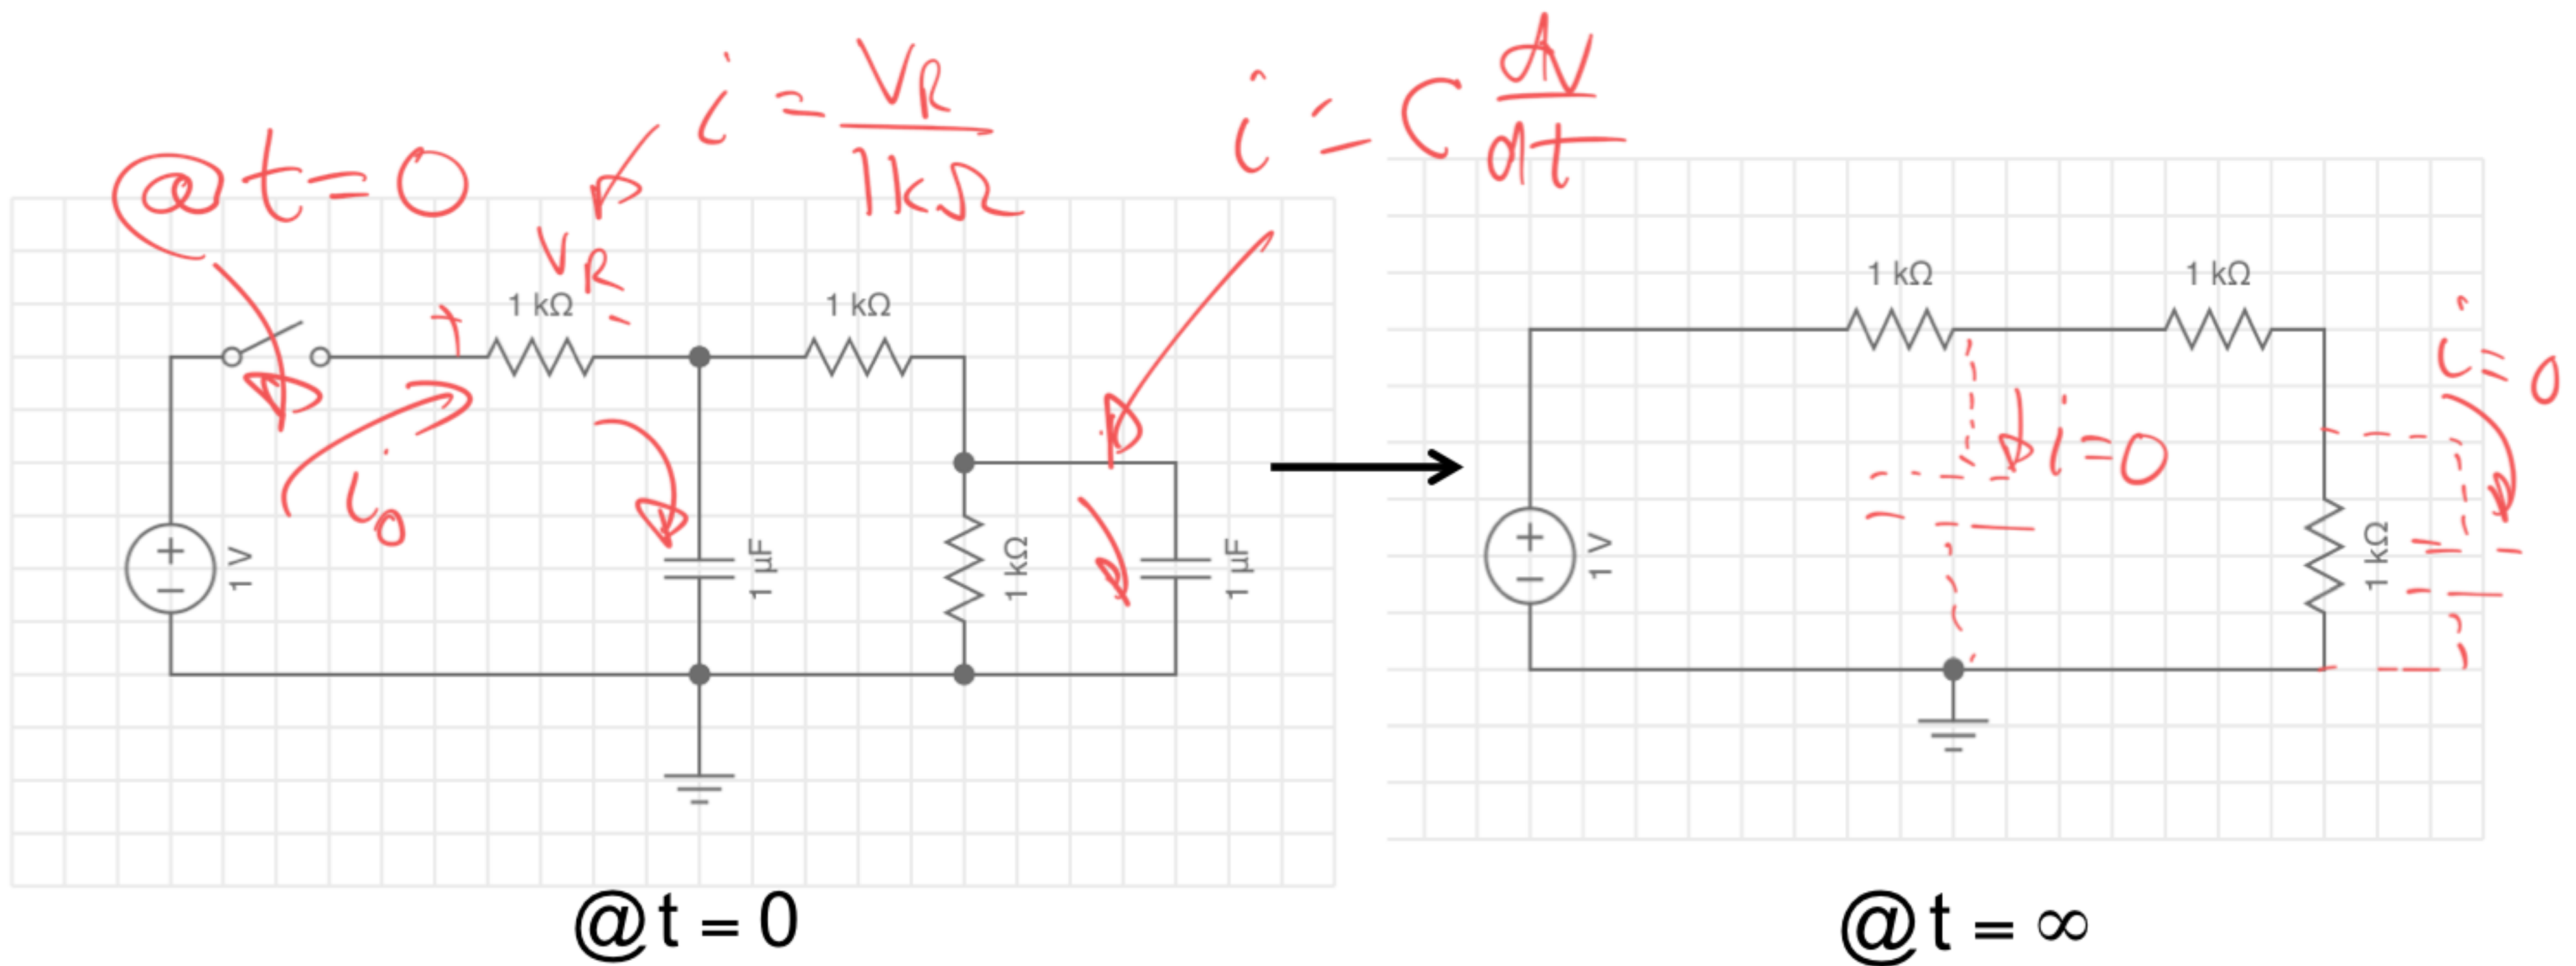 @ t = 0
i = V_R / 1kΩ
i = C dV / dt
V_R
+ -
1 kΩ
1 kΩ
i_0
+
−
1 V
1 µF
1 kΩ
1 µF
@ t = 0
1 kΩ
1 kΩ
i = 0
i = 0
+
−
1 V
1 kΩ
@ t = ∞